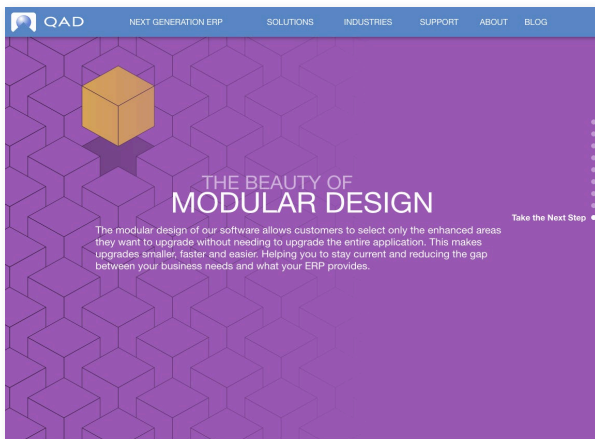 QAD
NEXT GENERATION ERP
SOLUTIONS
INDUSTRIES
SUPPORT
ABOUT
BLOG
THE BEAUTY OF
MODULAR DESIGN
The modular design of our software allows customers to select only the enhanced areas
they want to upgrade without needing to upgrade the entire application. This makes
upgrades smaller, faster and easier. Helping you to stay current and reducing the gap
between your business needs and what your ERP provides.
Take the Next Step